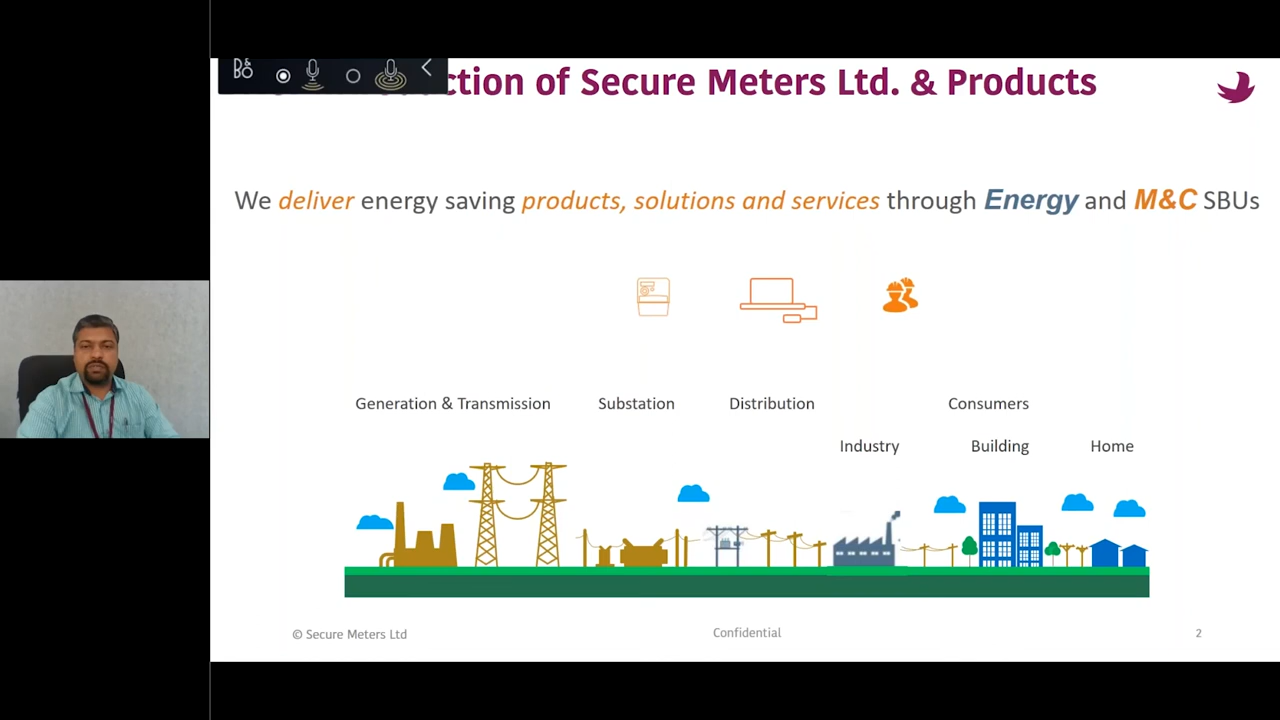 ction of Secure Meters Ltd. & Products
We deliver energy saving products, solutions and services through Energy and M&C SBUs
Generation & Transmission Substation Distribution Consumers
Industry Building Home
© Secure Meters Ltd Confidential 2